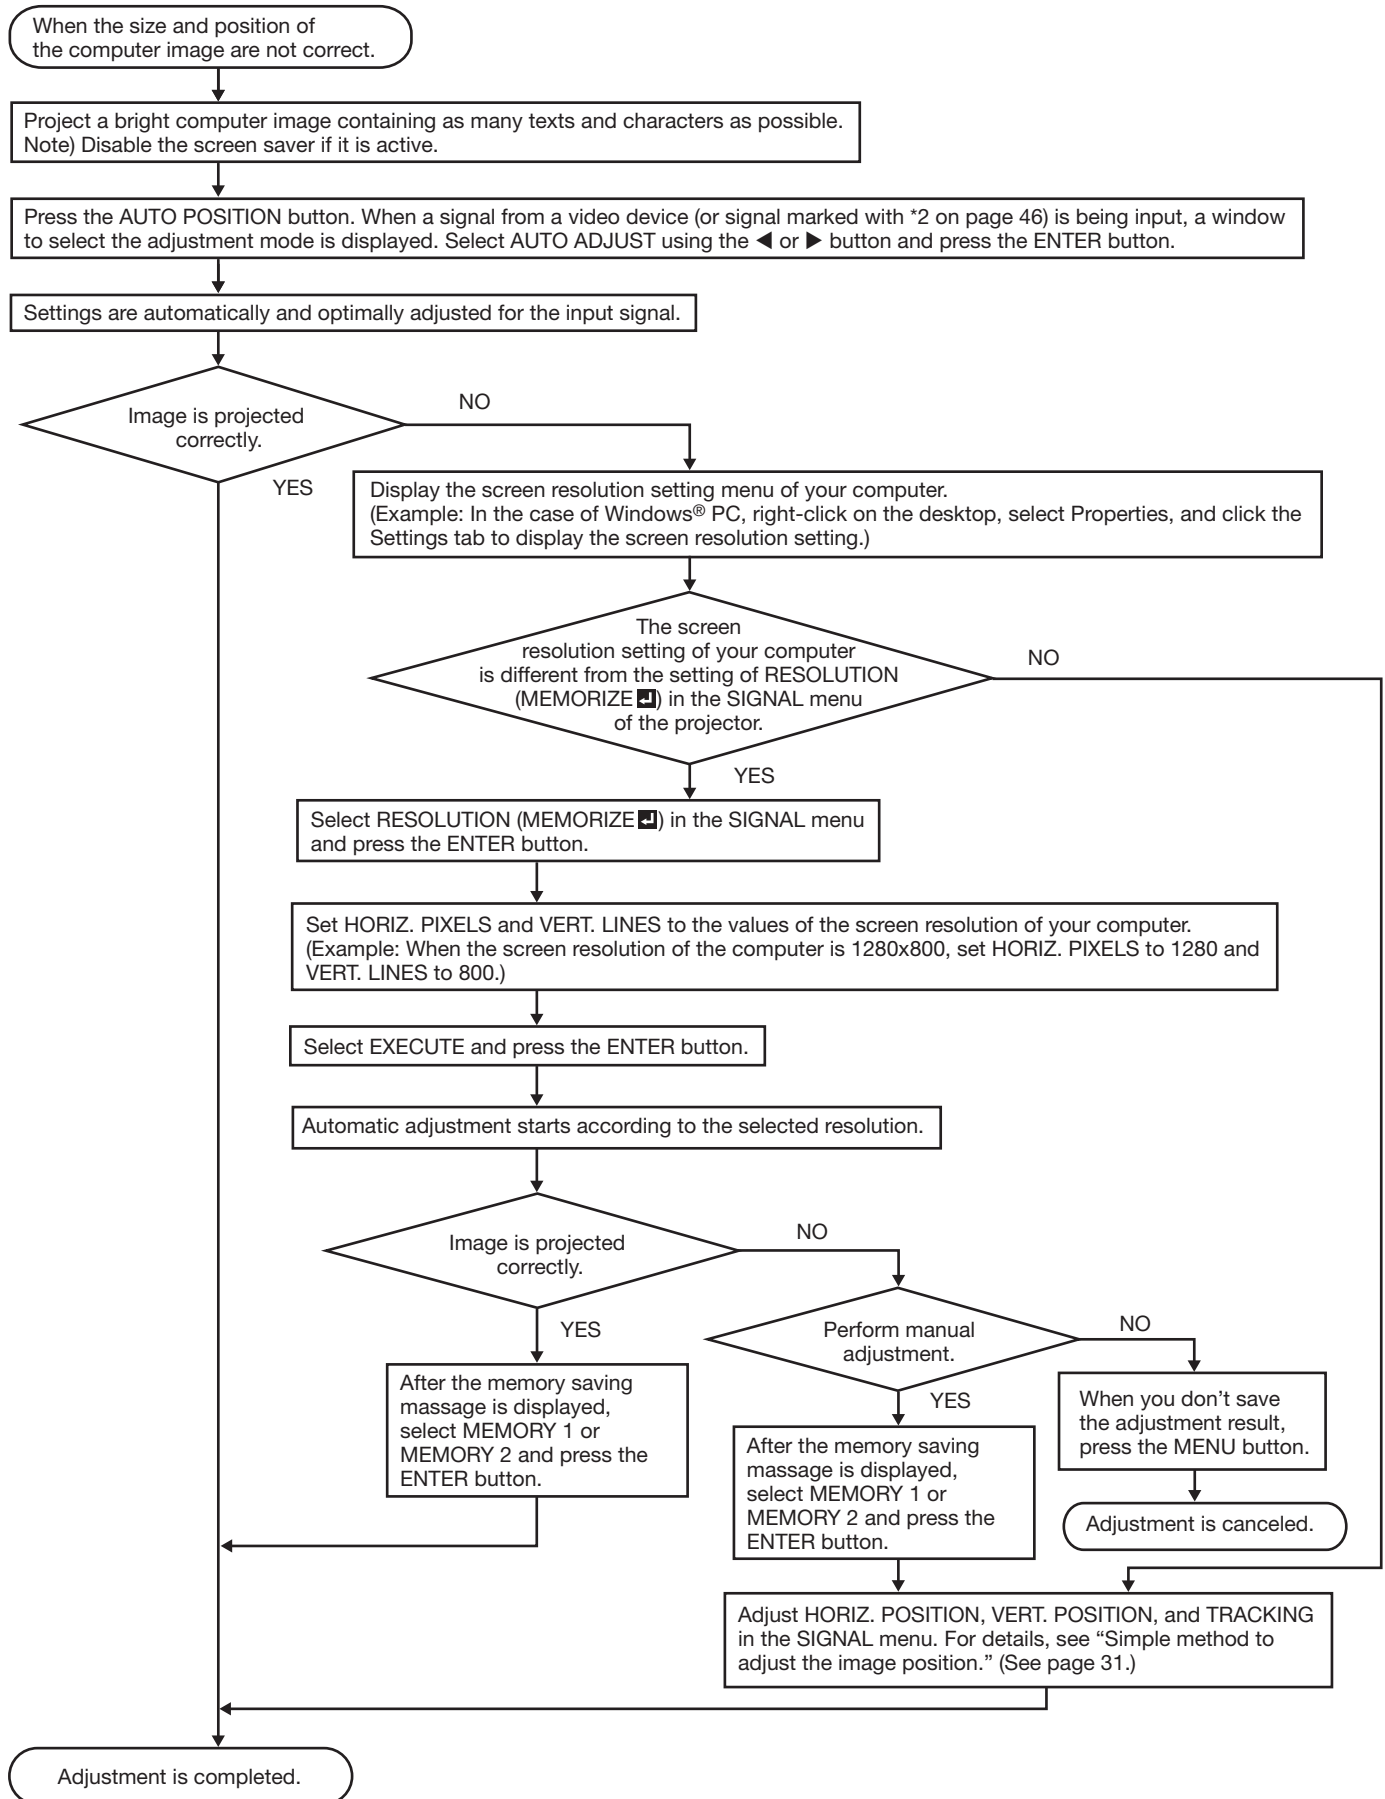 When the size and position of
the computer image are not correct.
Project a bright computer image containing as many texts and characters as possible.
Note) Disable the screen saver if it is active.
Press the AUTO POSITION button. When a signal from a video device (or signal marked with *2 on page 46) is being input, a window
to select the adjustment mode is displayed. Select AUTO ADJUST using the ◀ or ▶ button and press the ENTER button.
Settings are automatically and optimally adjusted for the input signal.
Image is projected
correctly.
NO
YES
Display the screen resolution setting menu of your computer.
(Example: In the case of Windows® PC, right-click on the desktop, select Properties, and click the
Settings tab to display the screen resolution setting.)
The screen
resolution setting of your computer
is different from the setting of RESOLUTION
(MEMORIZE ↵) in the SIGNAL menu
of the projector.
NO
YES
Select RESOLUTION (MEMORIZE ↵) in the SIGNAL menu
and press the ENTER button.
Set HORIZ. PIXELS and VERT. LINES to the values of the screen resolution of your computer.
(Example: When the screen resolution of the computer is 1280x800, set HORIZ. PIXELS to 1280 and
VERT. LINES to 800.)
Select EXECUTE and press the ENTER button.
Automatic adjustment starts according to the selected resolution.
Image is projected
correctly.
NO
YES
After the memory saving
massage is displayed,
select MEMORY 1 or
MEMORY 2 and press the
ENTER button.
Perform manual
adjustment.
NO
YES
After the memory saving
massage is displayed,
select MEMORY 1 or
MEMORY 2 and press the
ENTER button.
When you don't save
the adjustment result,
press the MENU button.
Adjustment is canceled.
Adjust HORIZ. POSITION, VERT. POSITION, and TRACKING
in the SIGNAL menu. For details, see “Simple method to
adjust the image position.” (See page 31.)
Adjustment is completed.